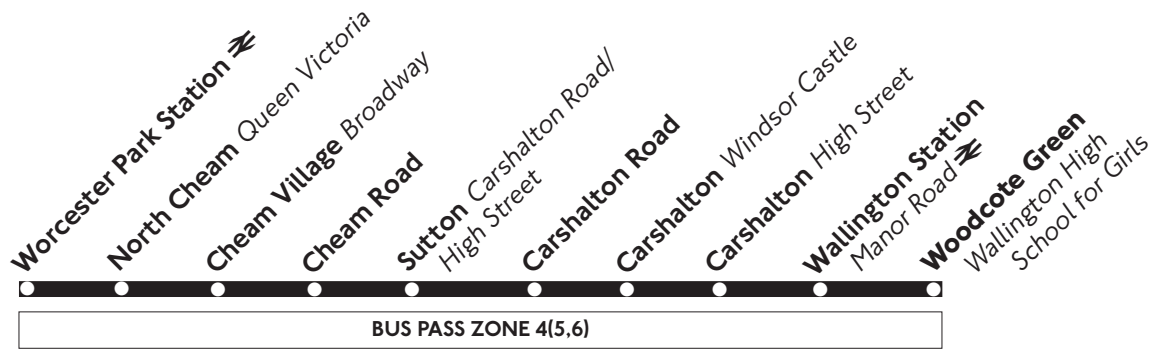 Worcester Park Station
North Cheam Queen Victoria
Cheam Village Broadway
Cheam Road
Sutton Carshalton Road/
High Street
Carshalton Road
Carshalton Windsor Castle
Carshalton High Street
Wallington Station
Manor Road
Woodcote Green
Wallington High
School for Girls
BUS PASS ZONE 4(5,6)